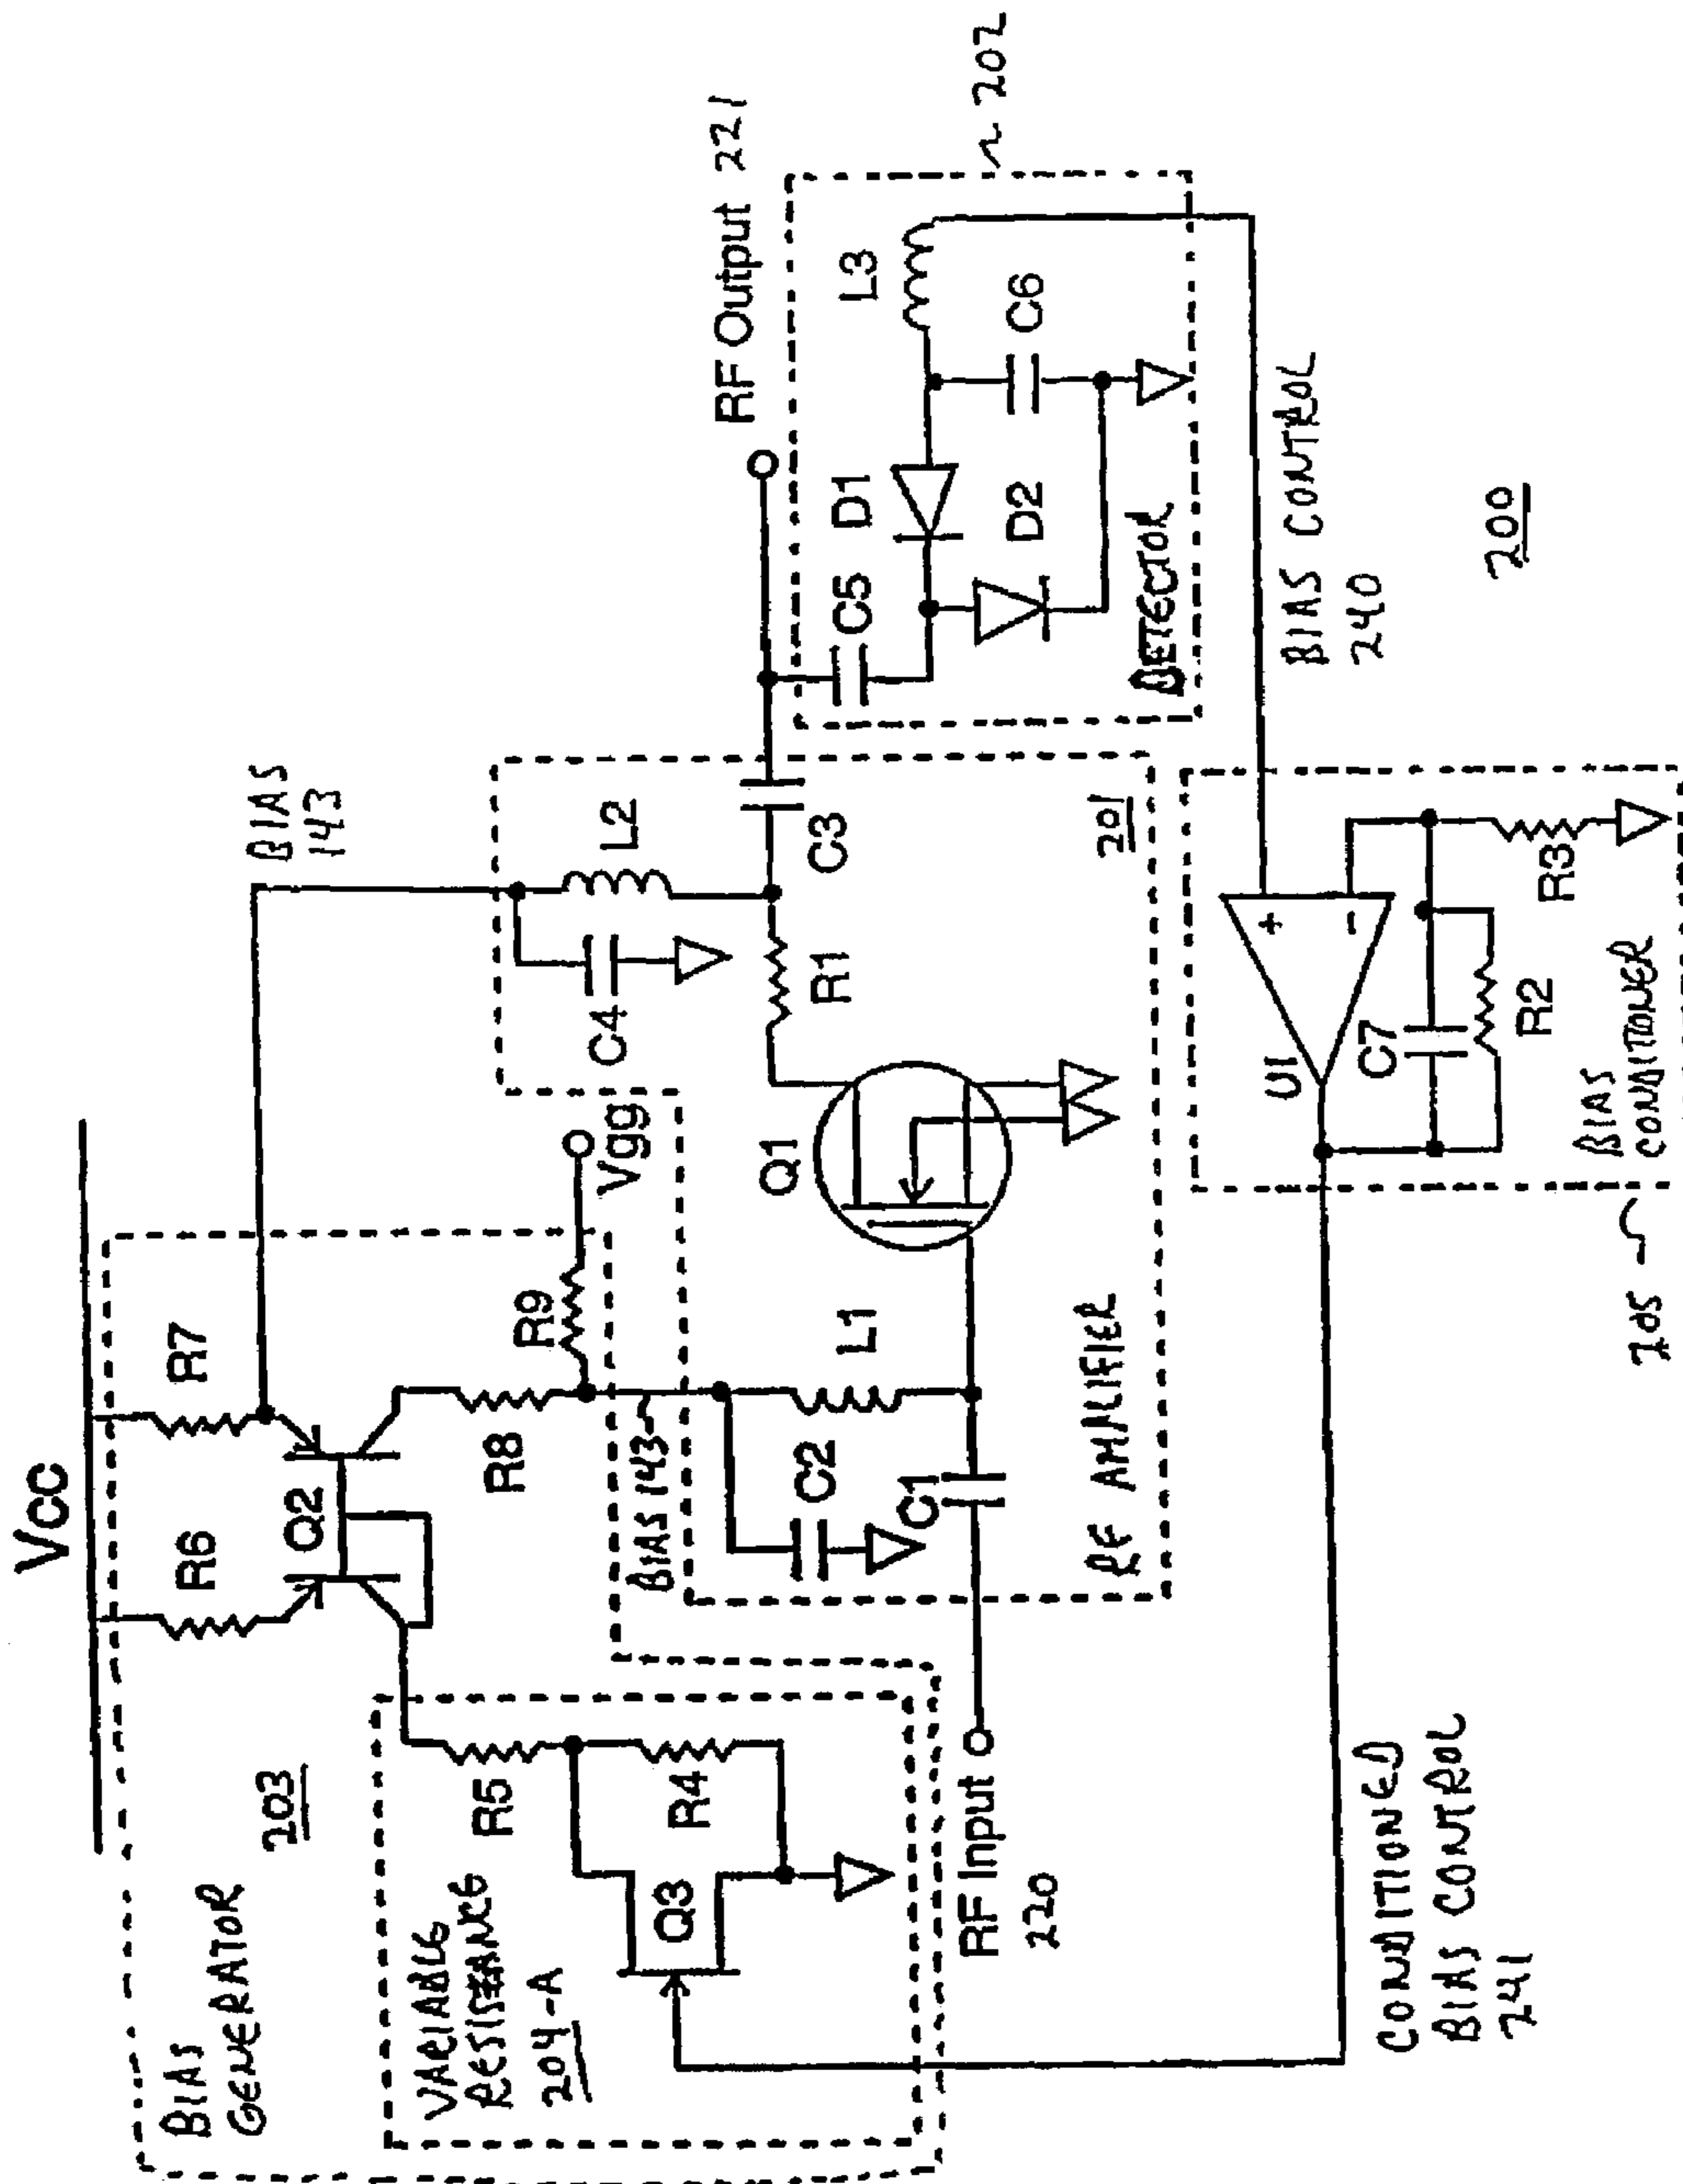 Vcc
R6
R7
Q2
BIAS
143
BIAS
GENERATOR
203
R8
R9
Vgg
VARIABLE
RESISTANCE
204-A
R5
R4
Q3
BIAS 143
C2
L1
C1
Q1
C4
L2
R1
C3
RF AMPLIFIER
201
RF Input
220
RF Output 221
202
C5
D1
L3
D2
C6
DETECTOR
BIAS CONTROL
240
+
-
U1
C7
R2
R3
BIAS
CONDITONER
205
CONDITIONED
BIAS CONTROL
241
200